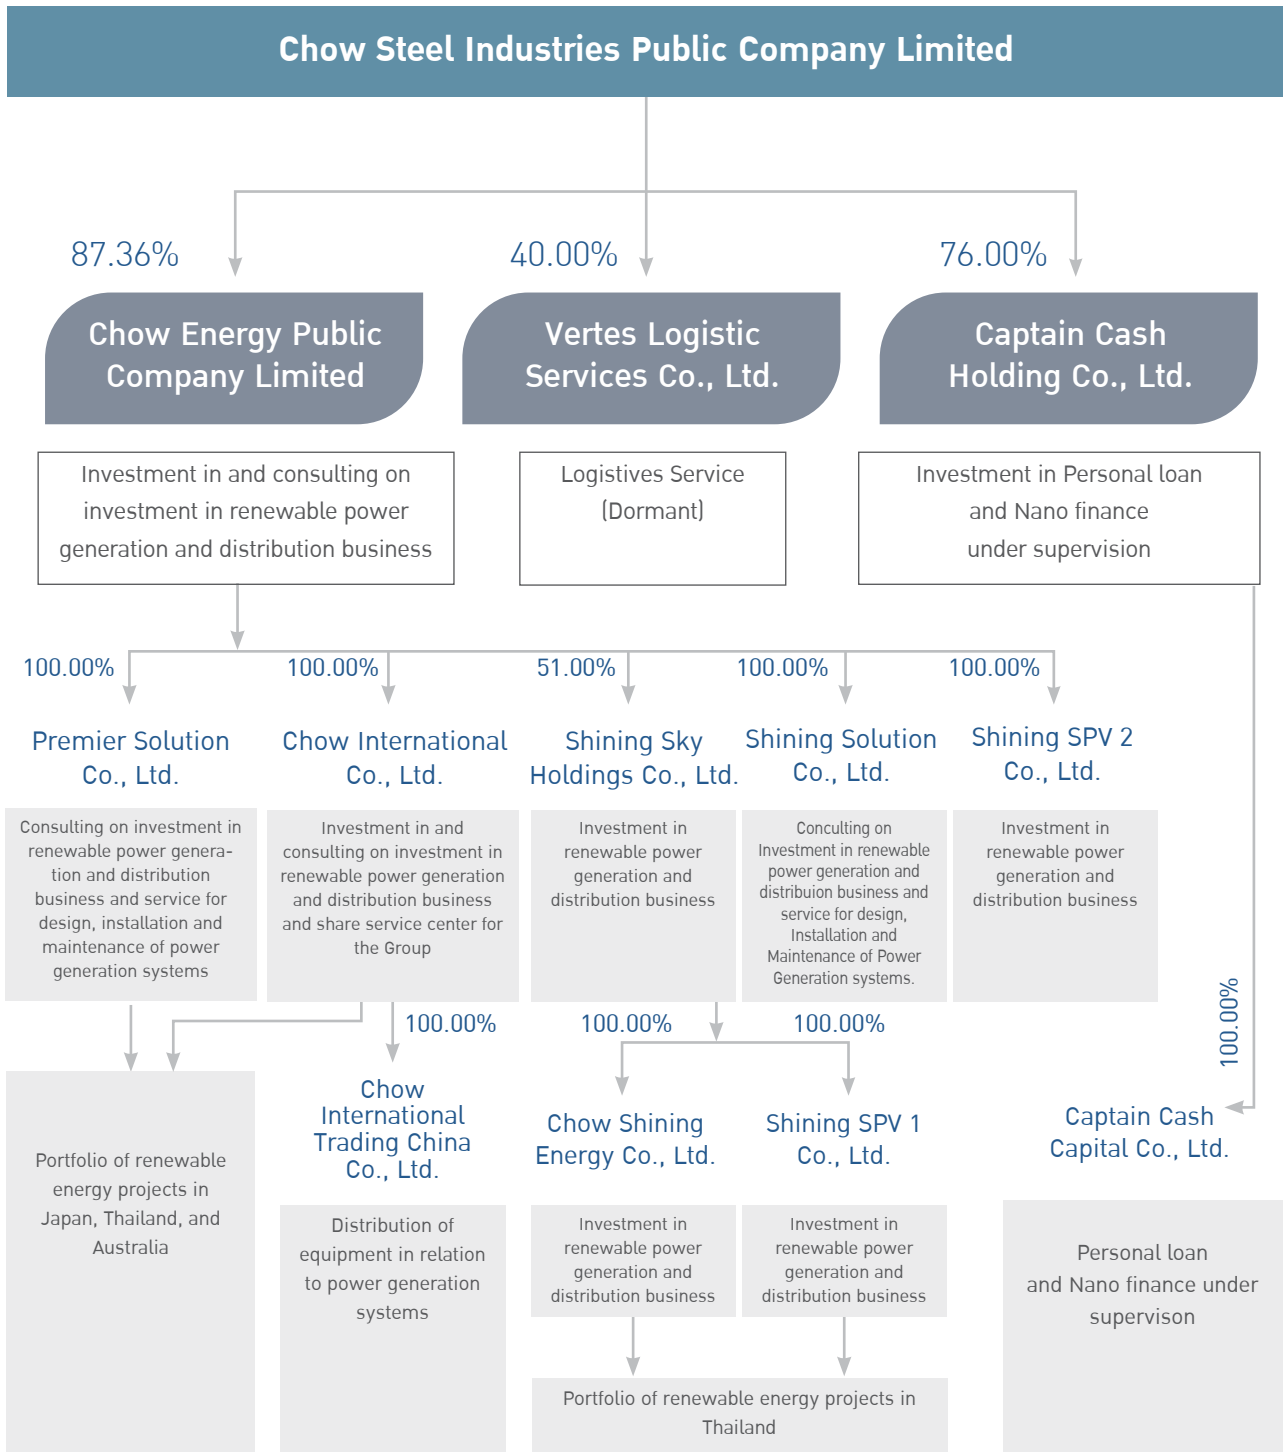 Chow Steel Industries Public Company Limited
87.36%
40.00%
76.00%
Chow Energy Public
Company Limited
Vertes Logistic
Services Co., Ltd.
Captain Cash
Holding Co., Ltd.
Investment in and consulting on
investment in renewable power
generation and distribution business
Logistives Service
(Dormant)
Investment in Personal loan
and Nano finance
under supervision
100.00%
100.00%
51.00%
100.00%
100.00%
Premier Solution
Co., Ltd.
Chow International
Co., Ltd.
Shining Sky
Holdings Co., Ltd.
Shining Solution
Co., Ltd.
Shining SPV 2
Co., Ltd.
Consulting on investment in
renewable power genera-
tion and distribution
business and service for
design, installation and
maintenance of power
generation systems
Investment in and
consulting on investment in
renewable power generation
and distribution business
and share service center for
the Group
Investment in
renewable power
generation and
distribution business
Conculting on
Investment in renewable
power generation and
distribuion business and
service for design,
Installation and
Maintenance of Power
Generation systems.
Investment in
renewable power
generation and
distribution business
100.00%
100.00%
100.00%
100.00%
Portfolio of renewable
energy projects in
Japan, Thailand, and
Australia
Chow
International
Trading China
Co., Ltd.
Distribution of
equipment in relation
to power generation
systems
Chow Shining
Energy Co., Ltd.
Investment in
renewable power
generation and
distribution business
Shining SPV 1
Co., Ltd.
Investment in
renewable power
generation and
distribution business
Portfolio of renewable energy projects in
Thailand
Captain Cash
Capital Co., Ltd.
Personal loan
and Nano finance under
supervison